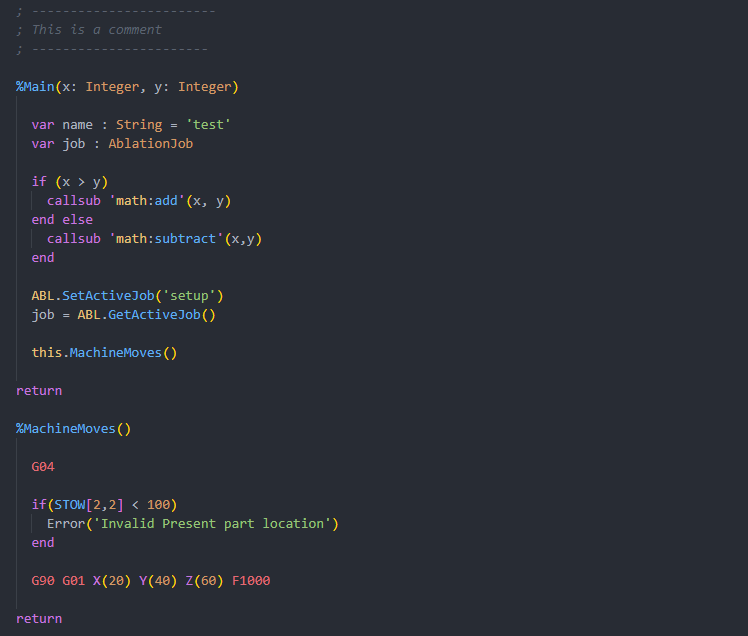 ; ------------------------
; This is a comment
; -----------------------
%Main(x: Integer, y: Integer)
var name : String = 'test'
var job : AblationJob
if (x > y)
callsub 'math:add'(x, y)
end else
callsub 'math:subtract'(x,y)
end
ABL.SetActiveJob('setup')
job = ABL.GetActiveJob()
this.MachineMoves()
return
%MachineMoves()
G04
if(STOW[2,2] < 100)
Error('Invalid Present part location')
end
G90 G01 X(20) Y(40) Z(60) F1000
return